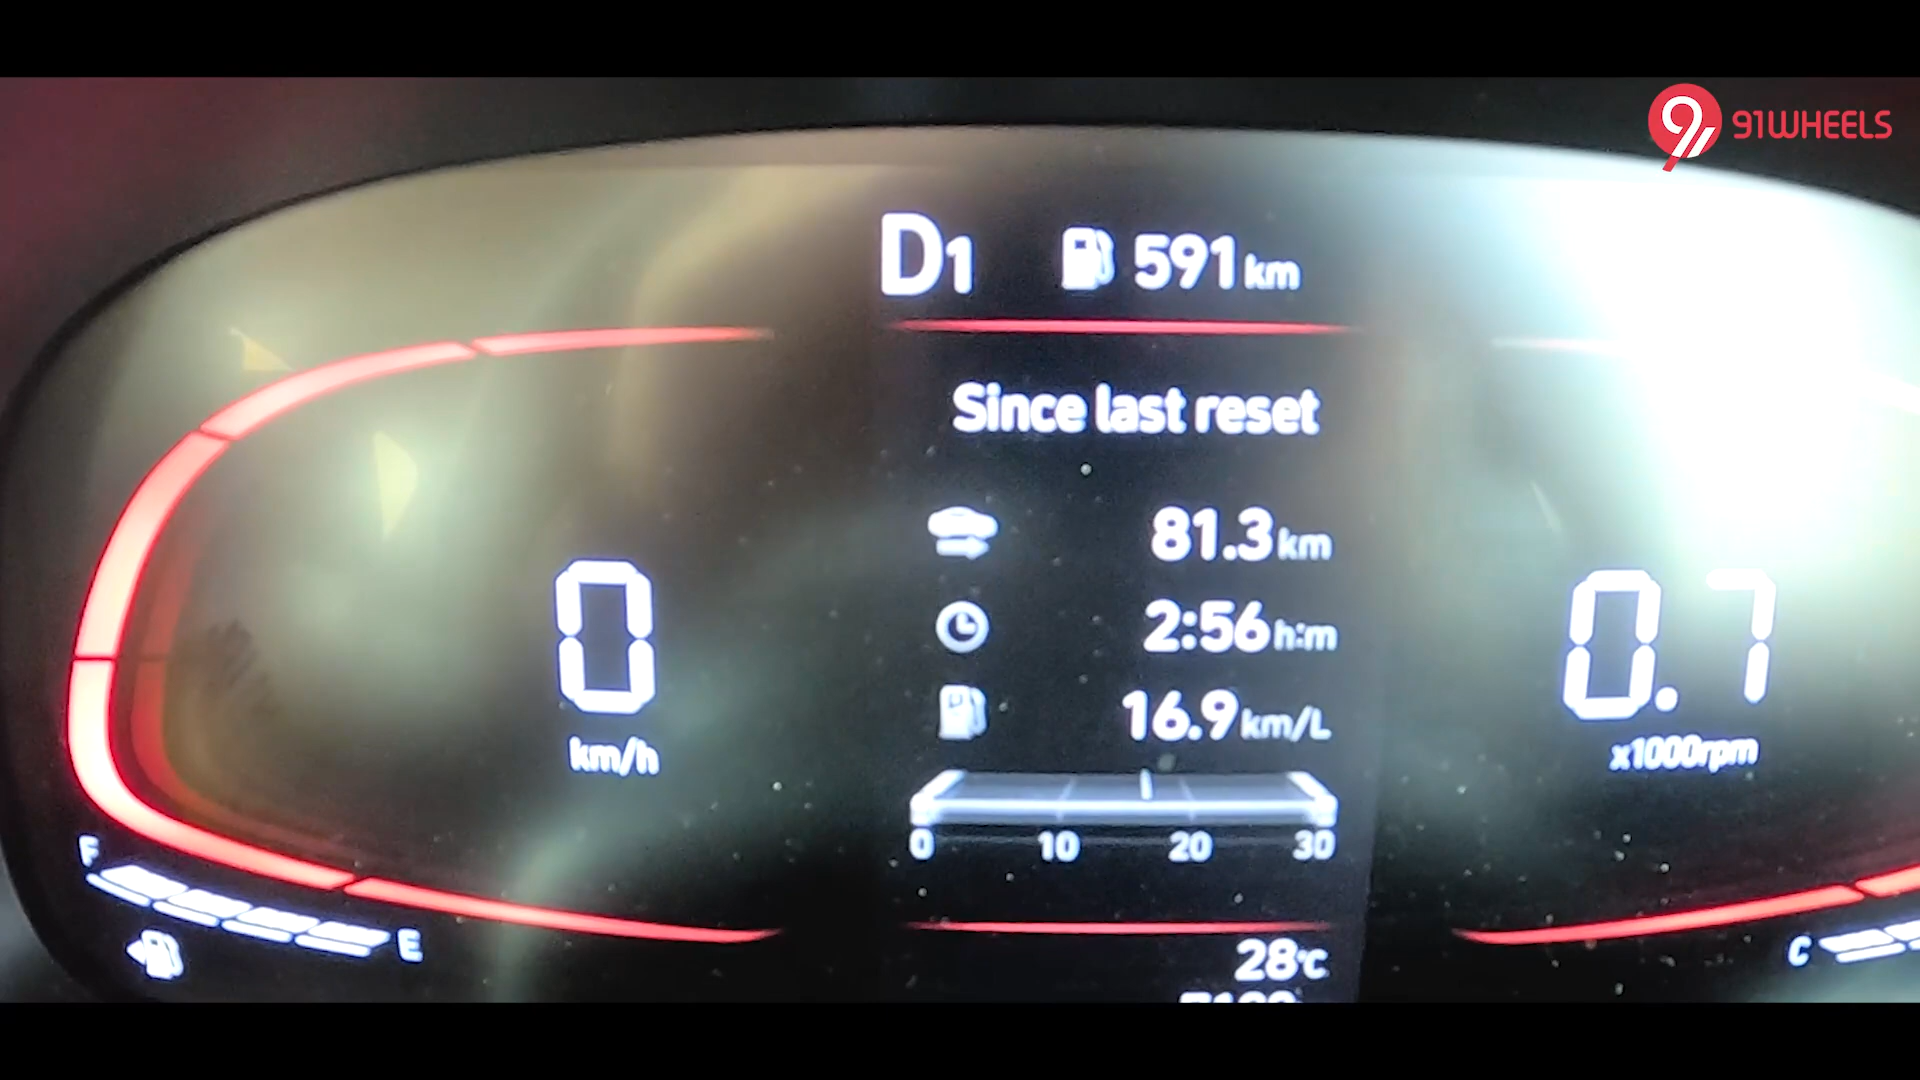 91WHEELS
D1 591 km
Since last reset
81.3 km
2:56 h:m
16.9 km/L
0 10 20 30
0
km/h
0.7
x1000rpm
F
E
C
28°C